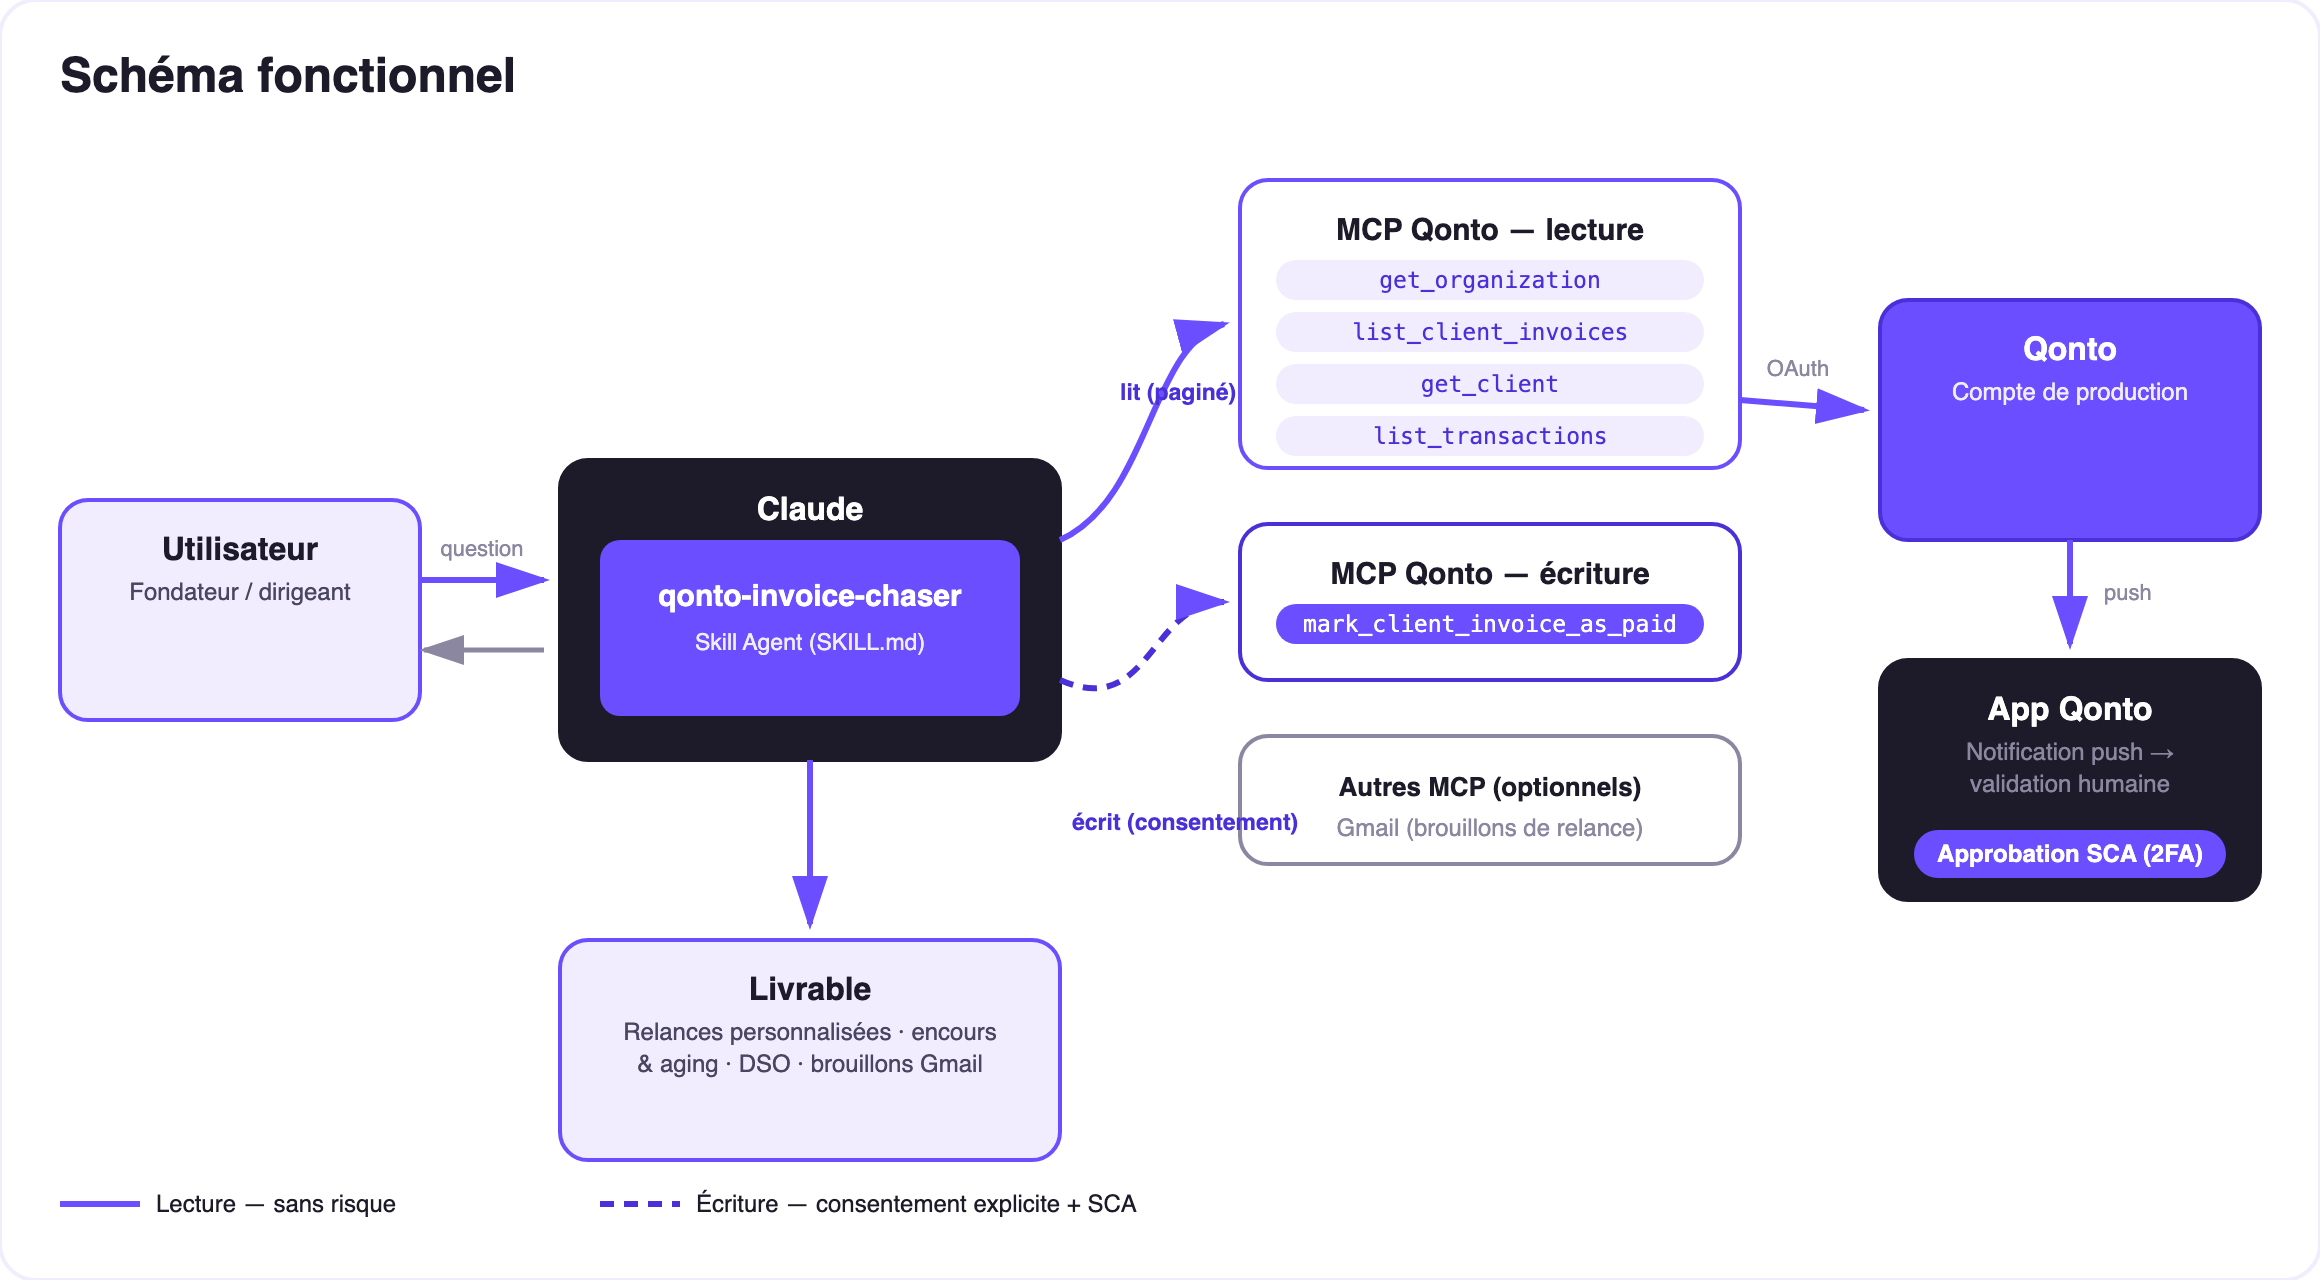 Schéma fonctionnel
Utilisateur
Fondateur / dirigeant
question
Claude
qonto-invoice-chaser
Skill Agent (SKILL.md)
lit (paginé)
MCP Qonto — lecture
get_organization
list_client_invoices
get_client
list_transactions
OAuth
Qonto
Compte de production
MCP Qonto — écriture
mark_client_invoice_as_paid
push
App Qonto
Notification push →
validation humaine
Approbation SCA (2FA)
écrit (consentement)
Autres MCP (optionnels)
Gmail (brouillons de relance)
Livrable
Relances personnalisées · encours
& aging · DSO · brouillons Gmail
Lecture — sans risque
Écriture — consentement explicite + SCA